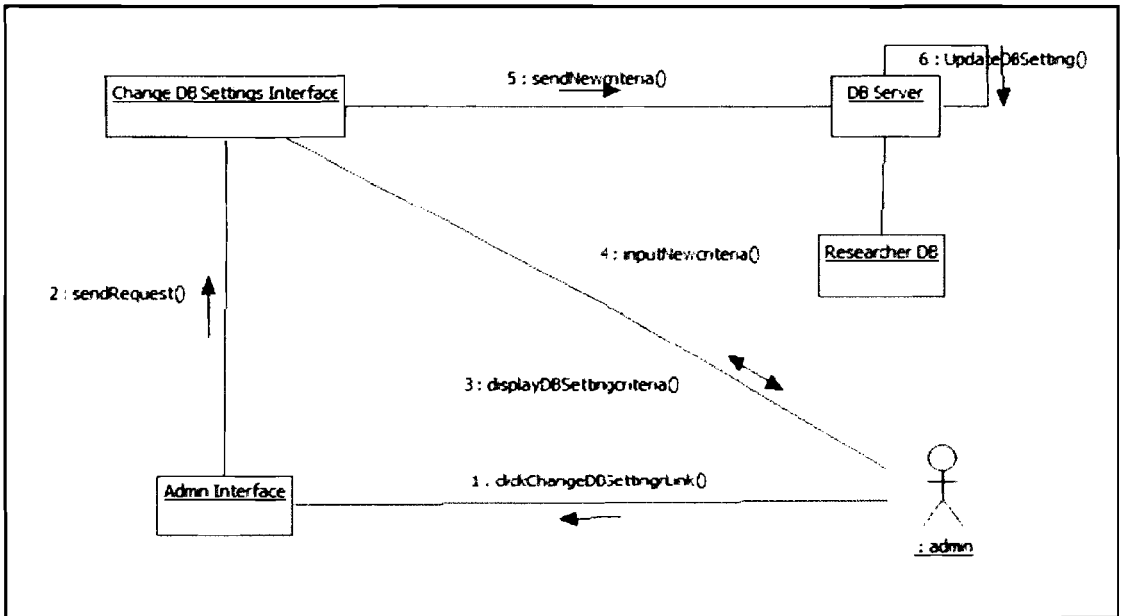 6 : UpdateDBSetting()
5 : sendNewcriteria()
Change DB Settings Interface
DB Server
4 : inputNewcriteria()
Researcher DB
2 : sendRequest()
3 : displayDBSettingcriteria()
1 : clickChangeDBSettingLink()
Admin Interface
: admin